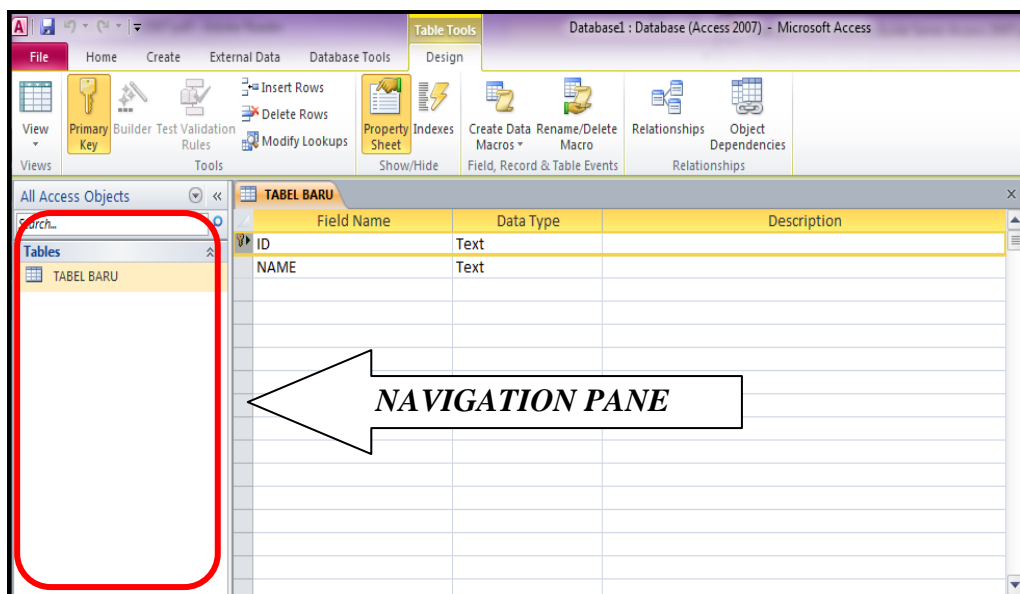 Table Tools
Database1 : Database (Access 2007) - Microsoft Access
File Home Create External Data Database Tools Design
View
Primary Key
Builder
Test Validation Rules
Insert Rows
Delete Rows
Modify Lookups
Property Sheet
Indexes
Create Data Macros
Rename/Delete Macro
Relationships
Object Dependencies
Views Tools Show/Hide Field, Record & Table Events Relationships
All Access Objects
Search...
Tables
TABEL BARU
TABEL BARU
Field Name Data Type Description
ID Text
NAME Text
NAVIGATION PANE